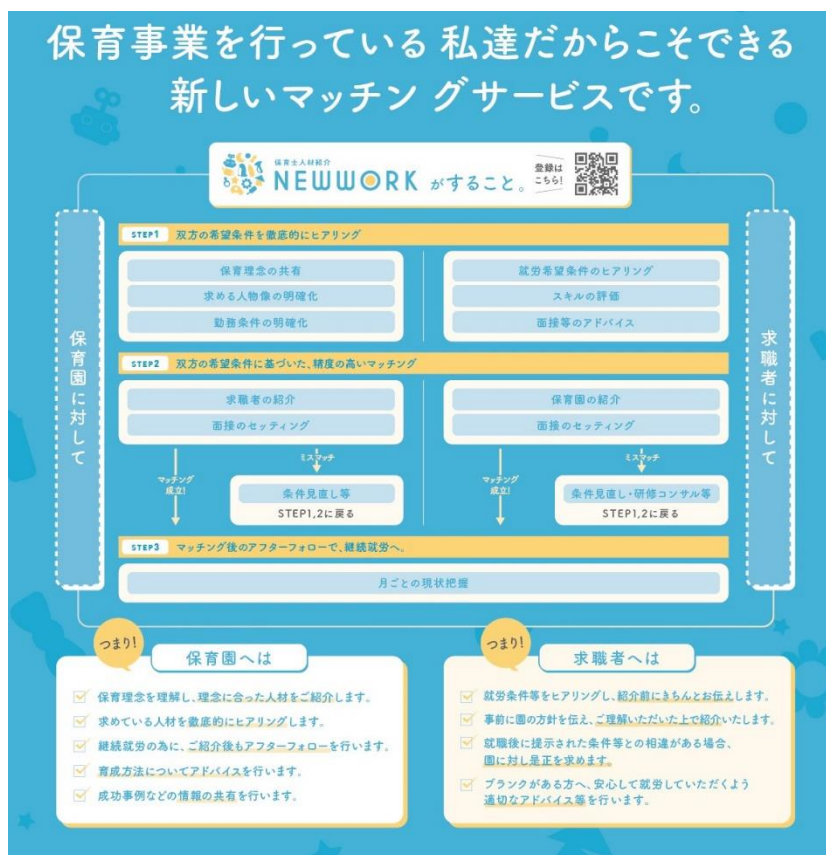 保育事業を行っている 私達だからこそできる
新しいマッチン グサービスです。
保育士人材紹介
NEWWORK がすること。
登録は
こちら!
保育園に対して
求職者に対して
STEP1 双方の希望条件を徹底的にヒアリング
保育理念の共有
求める人物像の明確化
勤務条件の明確化
就労希望条件のヒアリング
スキルの評価
面接等のアドバイス
STEP2 双方の希望条件に基づいた、精度の高いマッチング
求職者の紹介
面接のセッティング
保育園の紹介
面接のセッティング
マッチング
成立!
ミスマッチ
条件見直し等
STEP1,2に戻る
マッチング
成立!
ミスマッチ
条件見直し・研修コンサル等
STEP1,2に戻る
STEP3 マッチング後のアフターフォローで、継続就労へ。
月ごとの現状把握
つまり!
保育園へは
保育理念を理解し、理念に合った人材をご紹介します。
求めている人材を徹底的にヒアリングします。
継続就労の為に、ご紹介後もアフターフォローを行います。
育成方法についてアドバイスを行います。
成功事例などの情報の共有を行います。
つまり!
求職者へは
就労条件等をヒアリングし、紹介前にきちんとお伝えします。
事前に園の方針を伝え、ご理解いただいた上で紹介いたします。
就職後に提示された条件等との相違がある場合、
園に対し是正を求めます。
ブランクがある方へ、安心して就労していただくよう
適切なアドバイス等を行います。